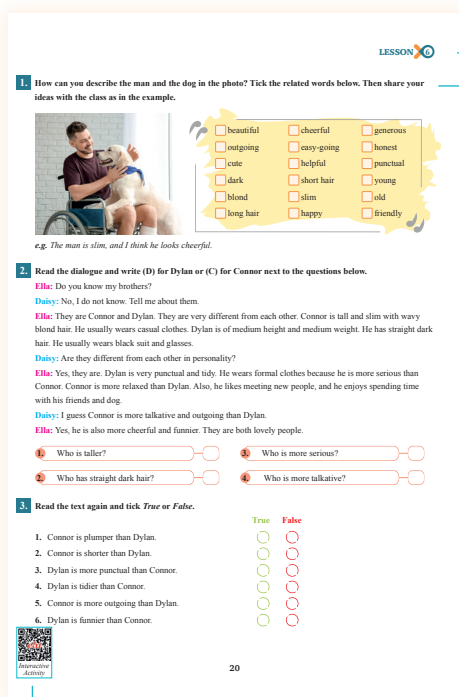 LESSON 6
1. How can you describe the man and the dog in the photo? Tick the related words below. Then share your
ideas with the class as in the example.
beautiful cheerful generous
outgoing easy-going honest
cute helpful punctual
dark short hair young
blond slim old
long hair happy friendly
e.g. The man is slim, and I think he looks cheerful.
2. Read the dialogue and write (D) for Dylan or (C) for Connor next to the questions below.
Ella: Do you know my brothers?
Daisy: No, I do not know. Tell me about them.
Ella: They are Connor and Dylan. They are very different from each other. Connor is tall and slim with wavy
blond hair. He usually wears casual clothes. Dylan is of medium height and medium weight. He has straight dark
hair. He usually wears black suit and glasses.
Daisy: Are they different from each other in personality?
Ella: Yes, they are. Dylan is very punctual and tidy. He wears formal clothes because he is more serious than
Connor. Connor is more relaxed than Dylan. Also, he likes meeting new people, and he enjoys spending time
with his friends and dog.
Daisy: I guess Connor is more talkative and outgoing than Dylan.
Ella: Yes, he is also more cheerful and funnier. They are both lovely people.
1. Who is taller?
2. Who has straight dark hair?
3. Who is more serious?
4. Who is more talkative?
3. Read the text again and tick True or False.
True False
1. Connor is plumper than Dylan.
2. Connor is shorter than Dylan.
3. Dylan is more punctual than Connor.
4. Dylan is tidier than Connor.
5. Connor is more outgoing than Dylan.
6. Dylan is funnier than Connor.
Interactive
Activity
20